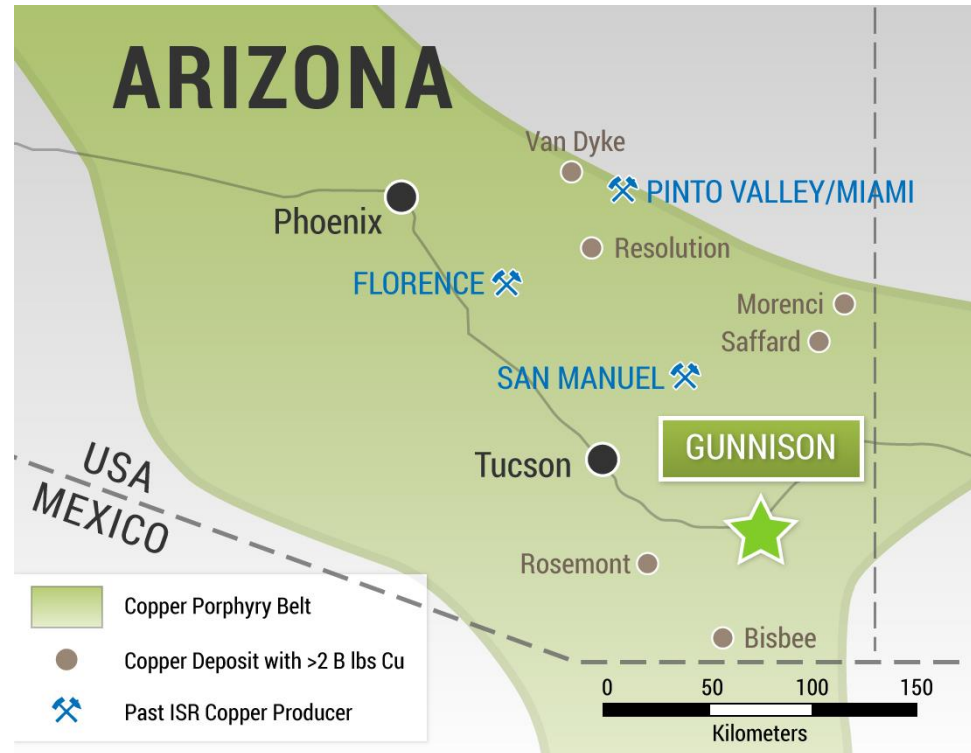 ARIZONA
Van Dyke
PINTO VALLEY/MIAMI
Phoenix
Resolution
FLORENCE
Morenci
Saffard
SAN MANUEL
GUNNISON
Tucson
USA
MEXICO
Rosemont
Bisbee
Copper Porphyry Belt
Copper Deposit with >2 B lbs Cu
Past ISR Copper Producer
0 50 100 150
Kilometers